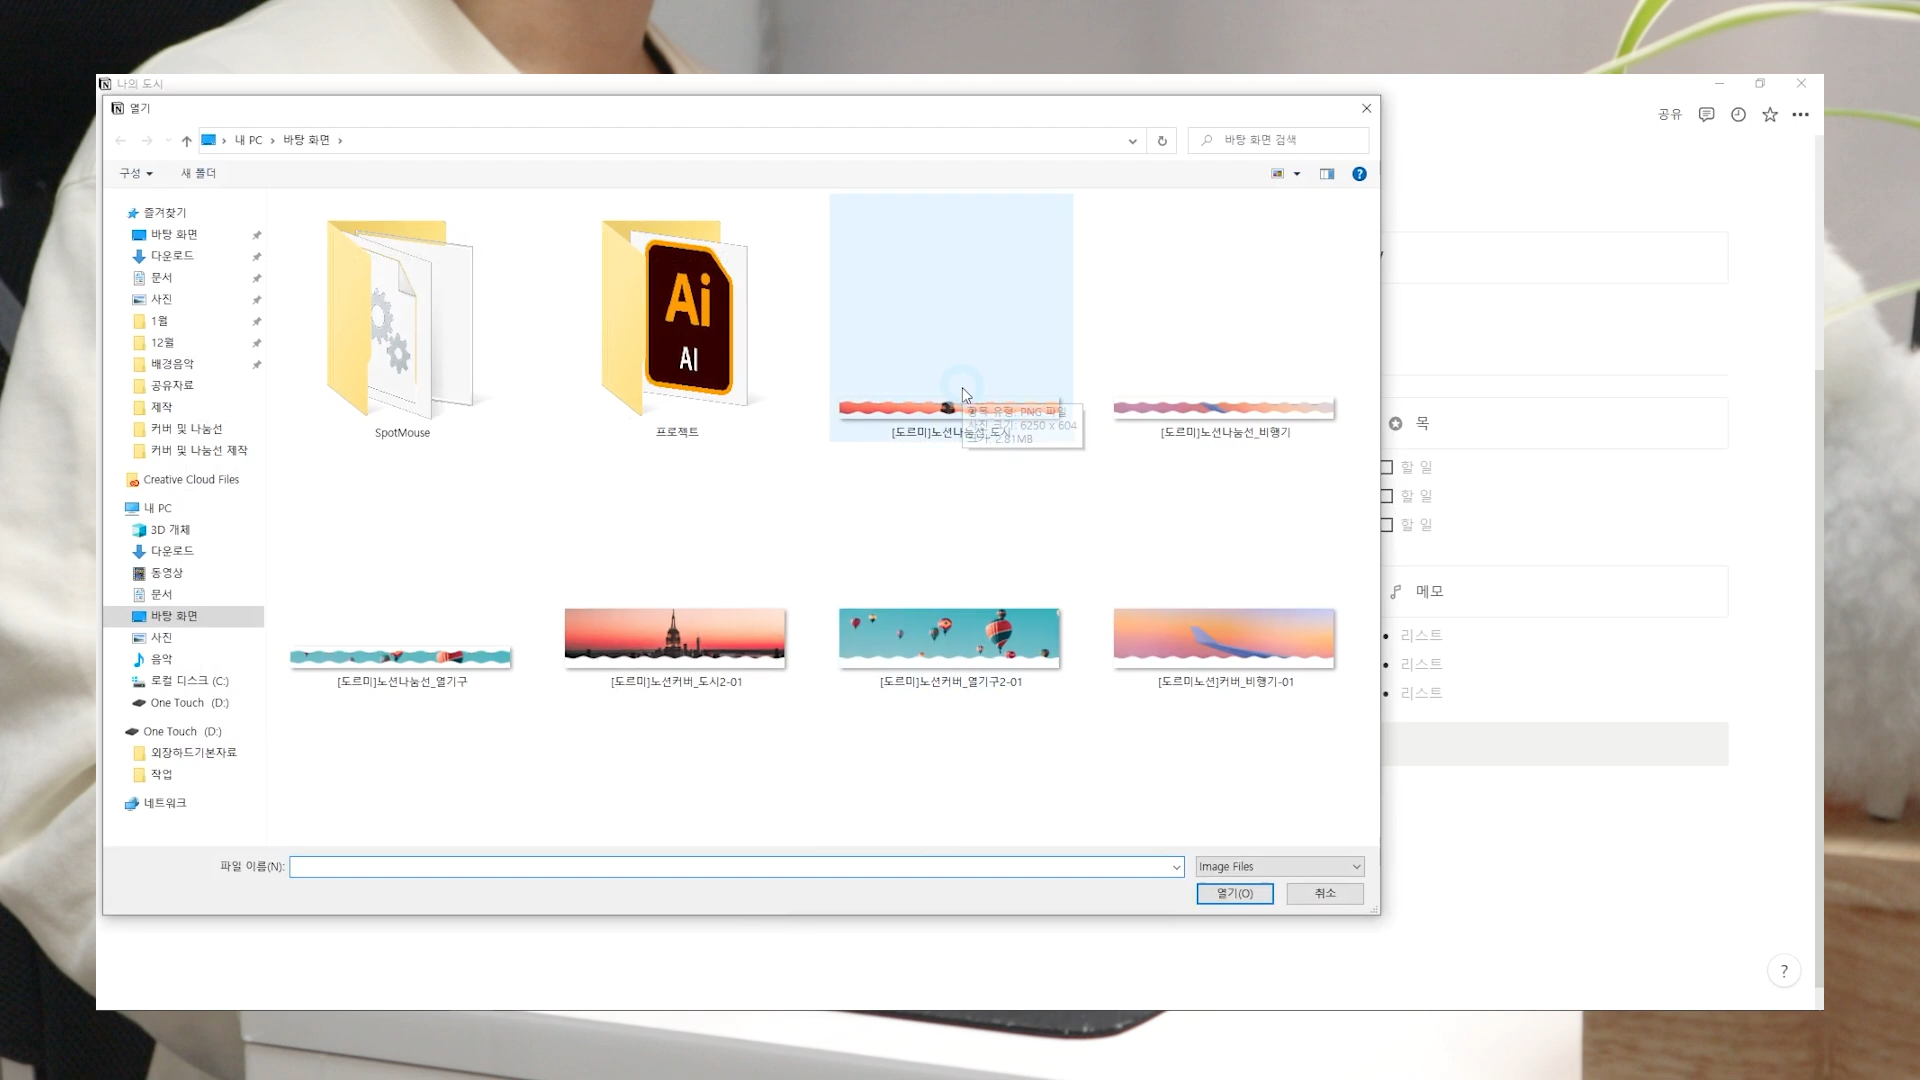 나의 도시
열기
내 PC
바탕 화면
바탕 화면 검색
구성
새 폴더
공유
즐겨찾기
바탕 화면
다운로드
문서
사진
1월
12월
배경음악
공유자료
제작
커버 및 나눔선
커버 및 나눔선 제작
Creative Cloud Files
내 PC
3D 개체
다운로드
동영상
문서
바탕 화면
사진
음악
로컬 디스크 (C:)
One Touch (D:)
One Touch (D:)
외장하드기본자료
작업
네트워크
Ai
AI
SpotMouse
프로젝트
[도르미]노션나눔선_도시
항목 유형: PNG 파일
사진 크기: 6250 x 604
크기: 2.81MB
[도르미]노션나눔선_비행기
[도르미]노션나눔선_열기구
[도르미]노션커버_도시2-01
[도르미]노션커버_열기구2-01
[도르미노션]커버_비행기-01
목
할 일
할 일
할 일
메모
리스트
리스트
리스트
파일 이름(N):
Image Files
열기(O)
취소
?